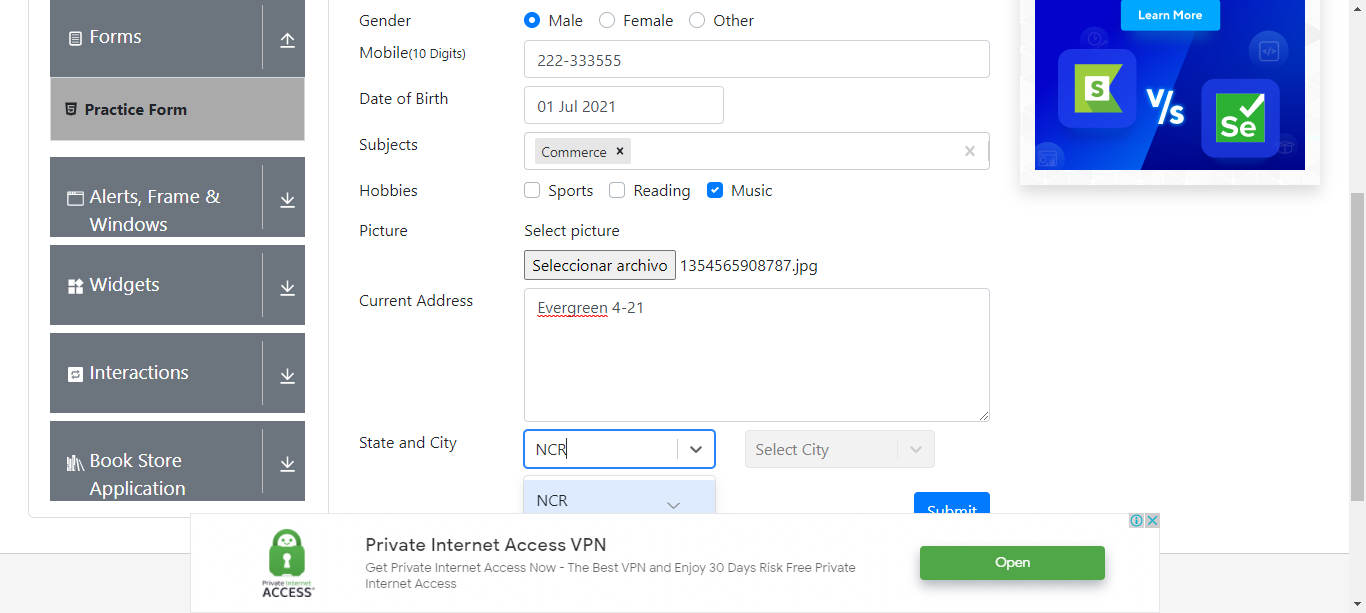 Forms
Practice Form
Alerts, Frame &
Windows
Widgets
Interactions
Book Store
Application
Gender
Male Female Other
Mobile(10 Digits)
222-333555
Date of Birth
01 Jul 2021
Subjects
Commerce ×
Hobbies
Sports Reading Music
Picture
Select picture
Seleccionar archivo 1354565908787.jpg
Current Address
Evergreen 4-21
State and City
NCR
Select City
NCR
Submit
Learn More
S
V/s
Se
Private Internet
ACCESS
Private Internet Access VPN
Get Private Internet Access Now - The Best VPN and Enjoy 30 Days Risk Free Private
Internet Access
Open